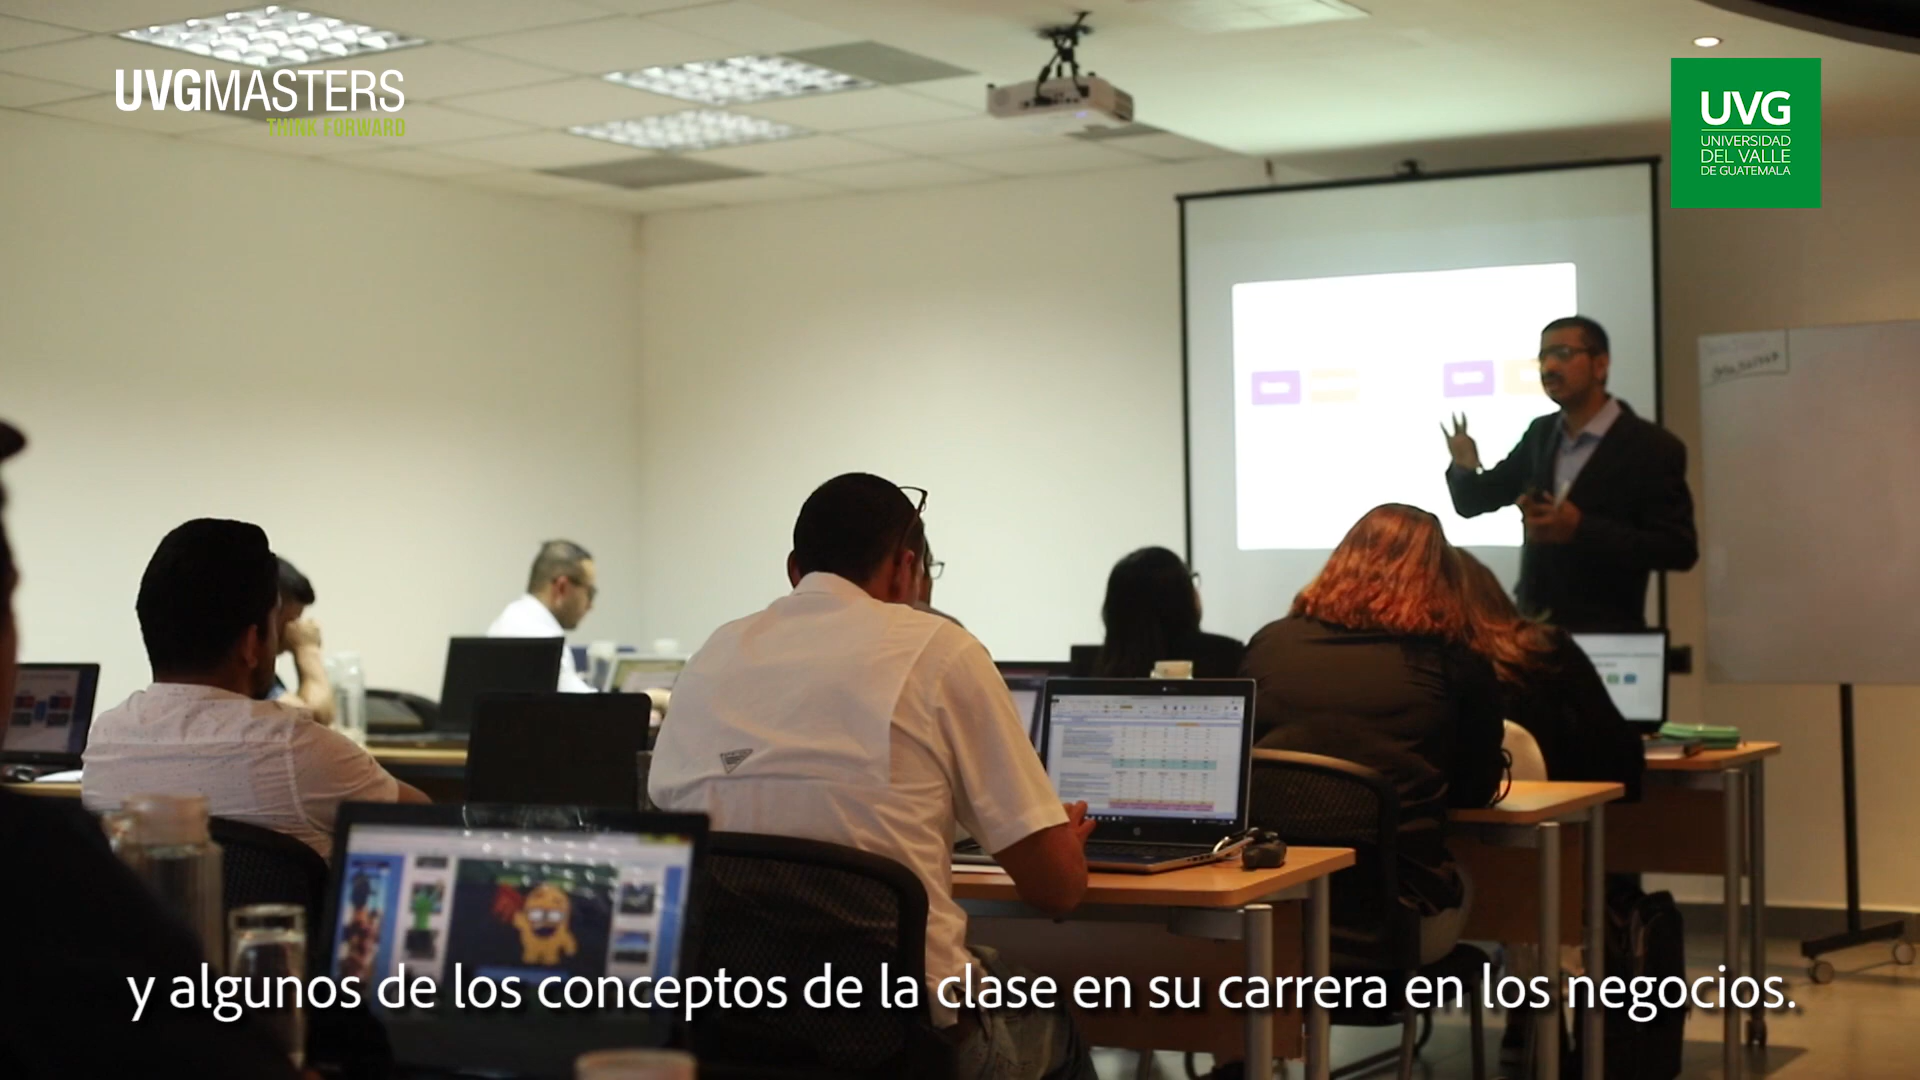 UVGMASTERS
THINK FORWARD
UVG
UNIVERSIDAD
DEL VALLE
DE GUATEMALA
y algunos de los conceptos de la clase en su carrera en los negocios.